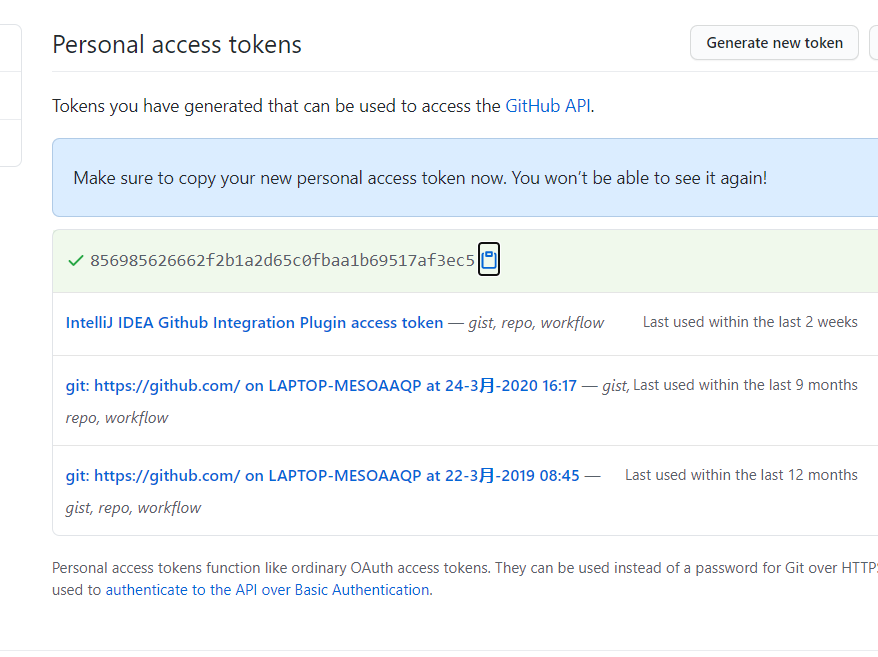 Personal access tokens
Generate new token
Tokens you have generated that can be used to access the GitHub API.
Make sure to copy your new personal access token now. You won’t be able to see it again!
856985626662f2b1a2d65c0fbaa1b69517af3ec5
IntelliJ IDEA Github Integration Plugin access token — gist, repo, workflow
Last used within the last 2 weeks
git: https://github.com/ on LAPTOP-MESOAAQP at 24-3月-2020 16:17 — gist,
Last used within the last 9 months
repo, workflow
git: https://github.com/ on LAPTOP-MESOAAQP at 22-3月-2019 08:45 —
Last used within the last 12 months
gist, repo, workflow
Personal access tokens function like ordinary OAuth access tokens. They can be used instead of a password for Git over HTTPS
used to authenticate to the API over Basic Authentication.